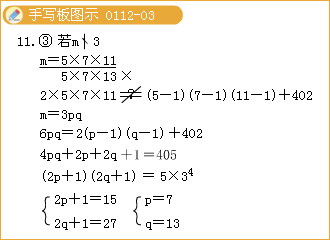 手写板图示 0112-03
11.③ 若m∤3
m=5×7×11
5×7×13 ×
2×5×7×11≠(5−1)(7−1)(11−1)+402
m=3pq
6pq=2(p−1)(q−1)+402
4pq+2p+2q+1=405
(2p+1)(2q+1)=5×3⁴
{2p+1=15 {p=7
2q+1=27 q=13